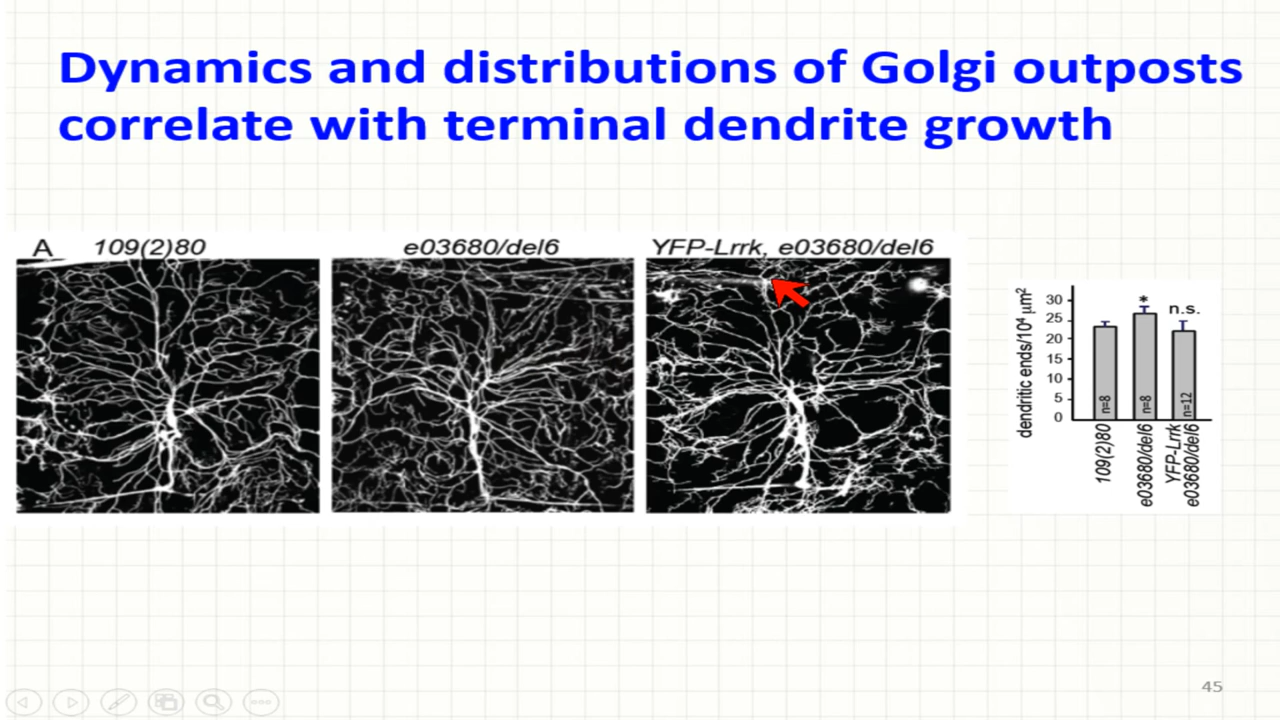 Dynamics and distributions of Golgi outposts
correlate with terminal dendrite growth
A 109(2)80 e03680/del6 YFP-Lrrk, e03680/del6
dendritic ends/10⁴ μm²
30
25
20
15
10
5
0
*
n.s.
n=8
n=8
n=12
109(2)80
e03680/del6
YFP-Lrrk
e03680/del6
45